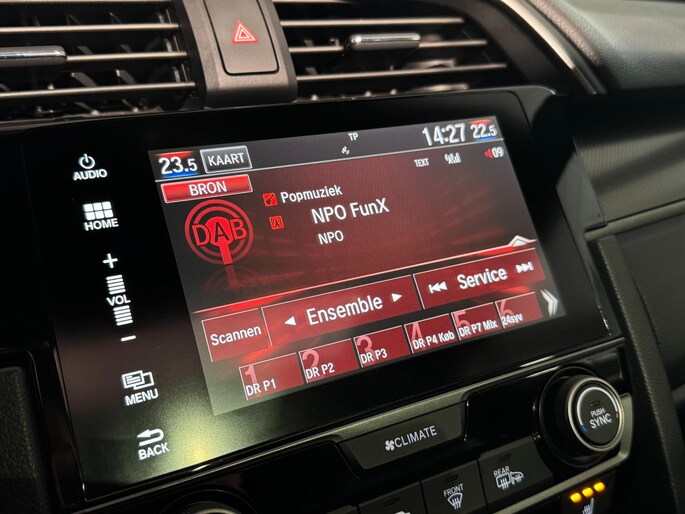 TP
23.5 KAART 14:27 22.5
BRON TEXT 09
Popmuziek
DAB NPO FunX
NPO
Scannen Ensemble Service
1 2 3 4 5 6
DR P1 DR P2 DR P3 DR P4 Køb DR P7 Mix 24syv
AUDIO
HOME
+
VOL
−
MENU
BACK
CLIMATE
PUSH
SYNC
FRONT
REAR